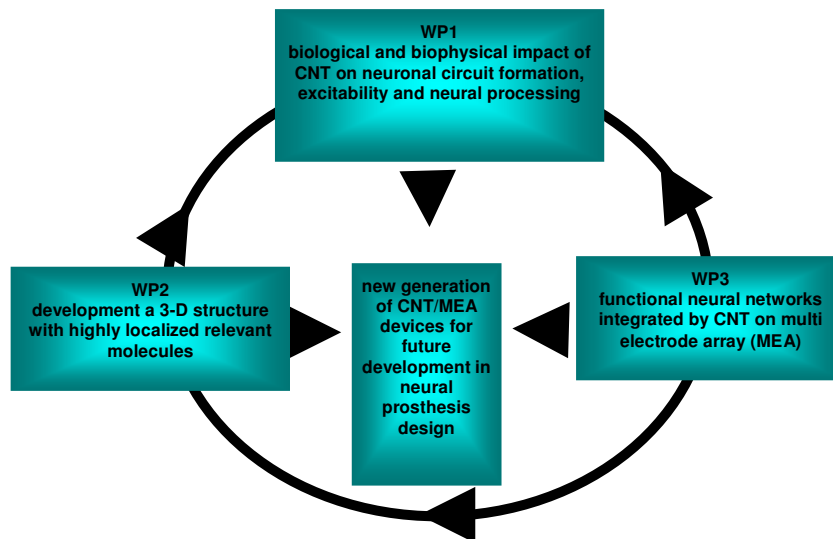 WP1
biological and biophysical impact of
CNT on neuronal circuit formation,
excitability and neural processing
WP2
development a 3-D structure
with highly localized relevant
molecules
new generation
of CNT/MEA
devices for
future
development in
neural
prosthesis
design
WP3
functional neural networks
integrated by CNT on multi
electrode array (MEA)